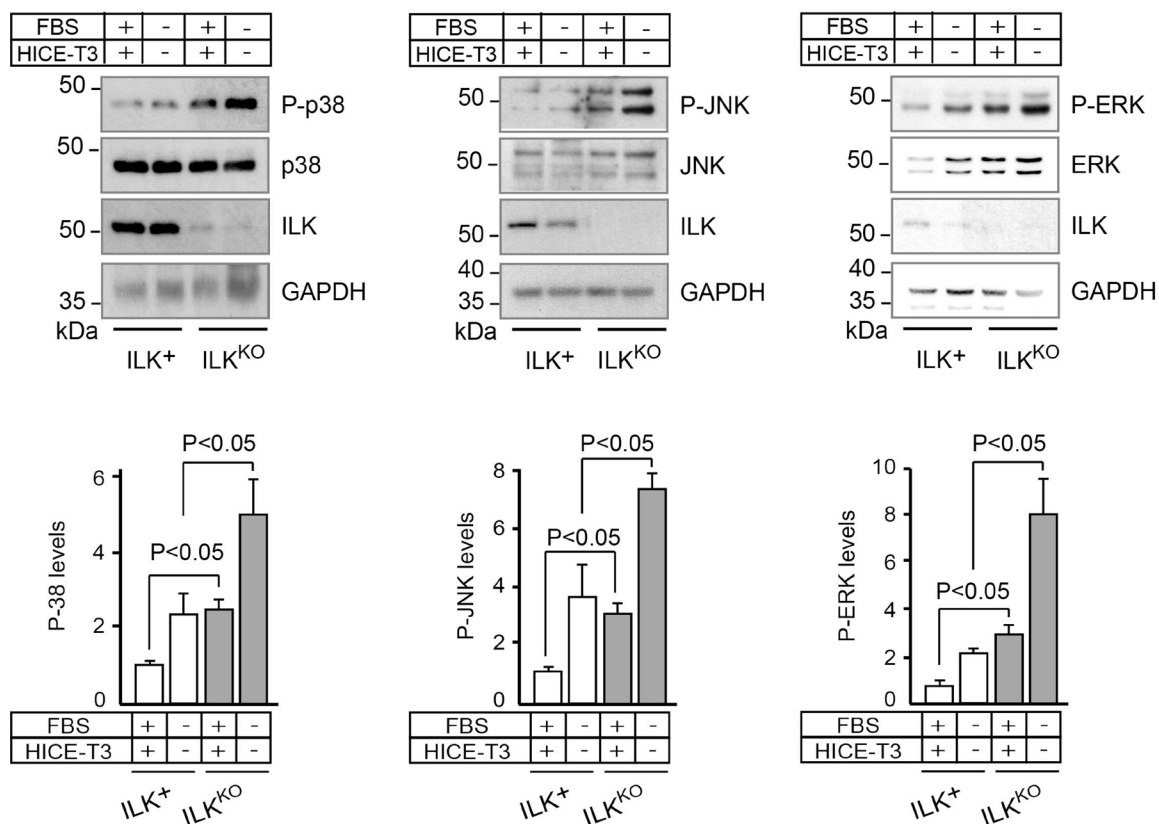 FBS + - + -
HICE-T3 + - + -
50 P-p38
50 p38
50 ILK
35 GAPDH
kDa
ILK+ ILKKO
FBS + - + -
HICE-T3 + - + -
50 P-JNK
50 JNK
50 ILK
40
35 GAPDH
kDa
ILK+ ILKKO
FBS + - + -
HICE-T3 + - + -
50 P-ERK
50 ERK
50 ILK
40
35 GAPDH
kDa
ILK+ ILKKO
P-38 levels
6
4
2
0
P<0.05
P<0.05
FBS + - + -
HICE-T3 + - + -
ILK+ ILKKO
P-JNK levels
8
6
4
2
0
P<0.05
P<0.05
FBS + - + -
HICE-T3 + - + -
ILK+ ILKKO
P-ERK levels
10
8
6
4
2
0
P<0.05
P<0.05
FBS + - + -
HICE-T3 + - + -
ILK+ ILKKO